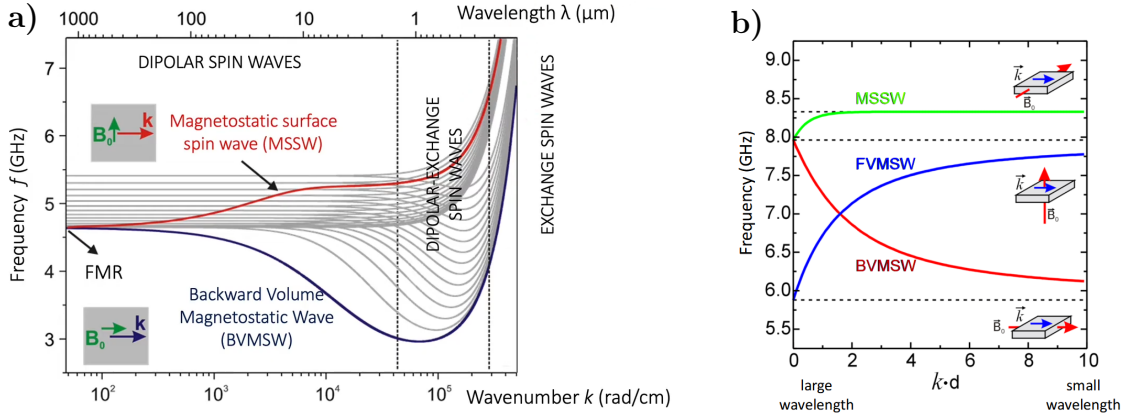 a)
Wavelength λ (µm)
1000 100 10 1
7
6
5
4
3
Frequency f (GHz)
DIPOLAR SPIN WAVES
DIPOLAR-EXCHANGE
SPIN WAVES
EXCHANGE SPIN WAVES
B₀ k
Magnetostatic surface
spin wave (MSSW)
FMR
B₀ k
Backward Volume
Magnetostatic Wave
(BVMSW)
10² 10³ 10⁴ 10⁵
Wavenumber k (rad/cm)
b)
9.0
8.5
8.0
7.5
7.0
6.5
6.0
5.5
Frequency (GHz)
MSSW
k⃗
B⃗₀
FVMSW
k⃗
B⃗₀
BVMSW
k⃗
B⃗₀
0 2 4 6 8 10
k·d
large
wavelength
small
wavelength